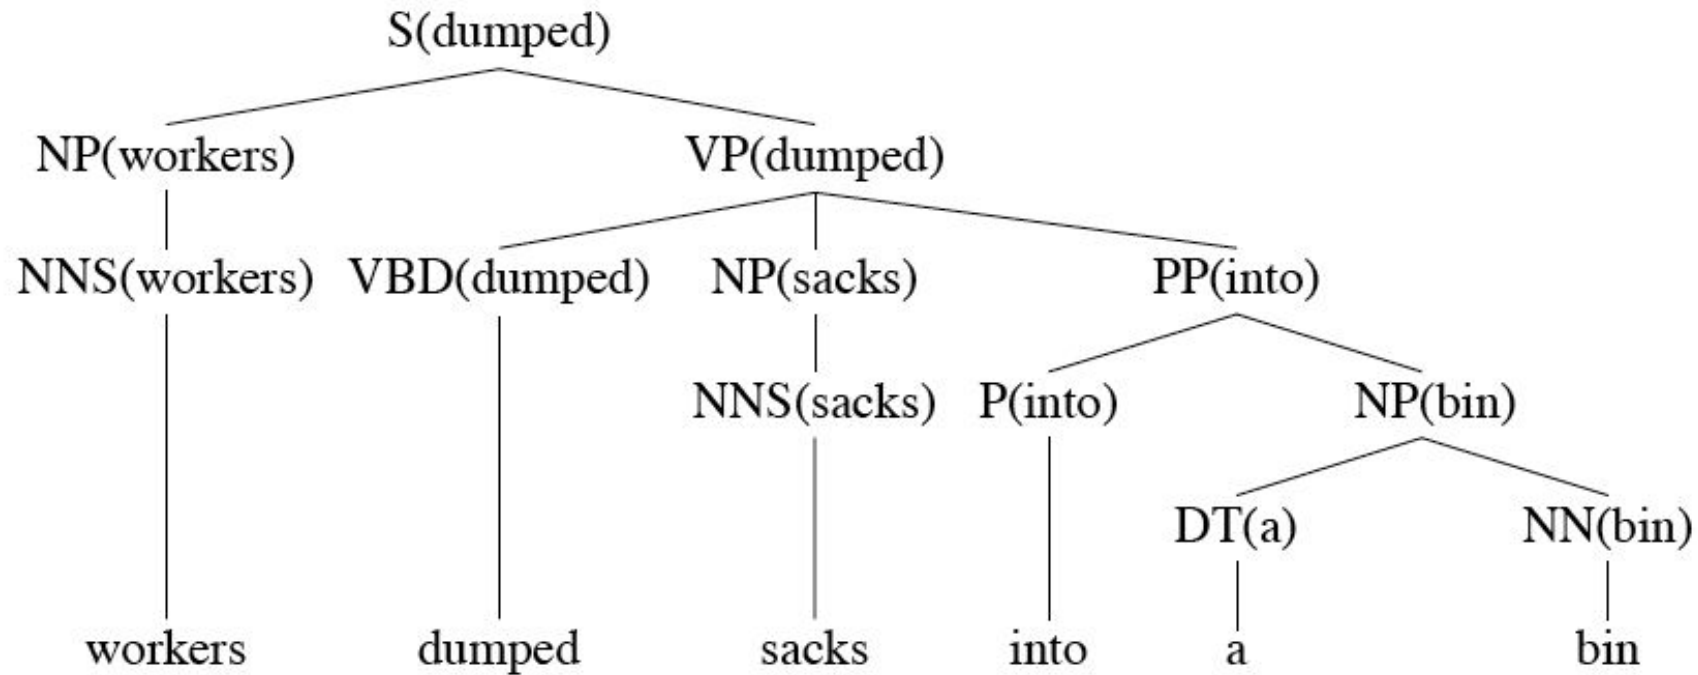 S(dumped)
NP(workers) VP(dumped)
NNS(workers) VBD(dumped) NP(sacks) PP(into)
NNS(sacks) P(into) NP(bin)
DT(a) NN(bin)
workers dumped sacks into a bin